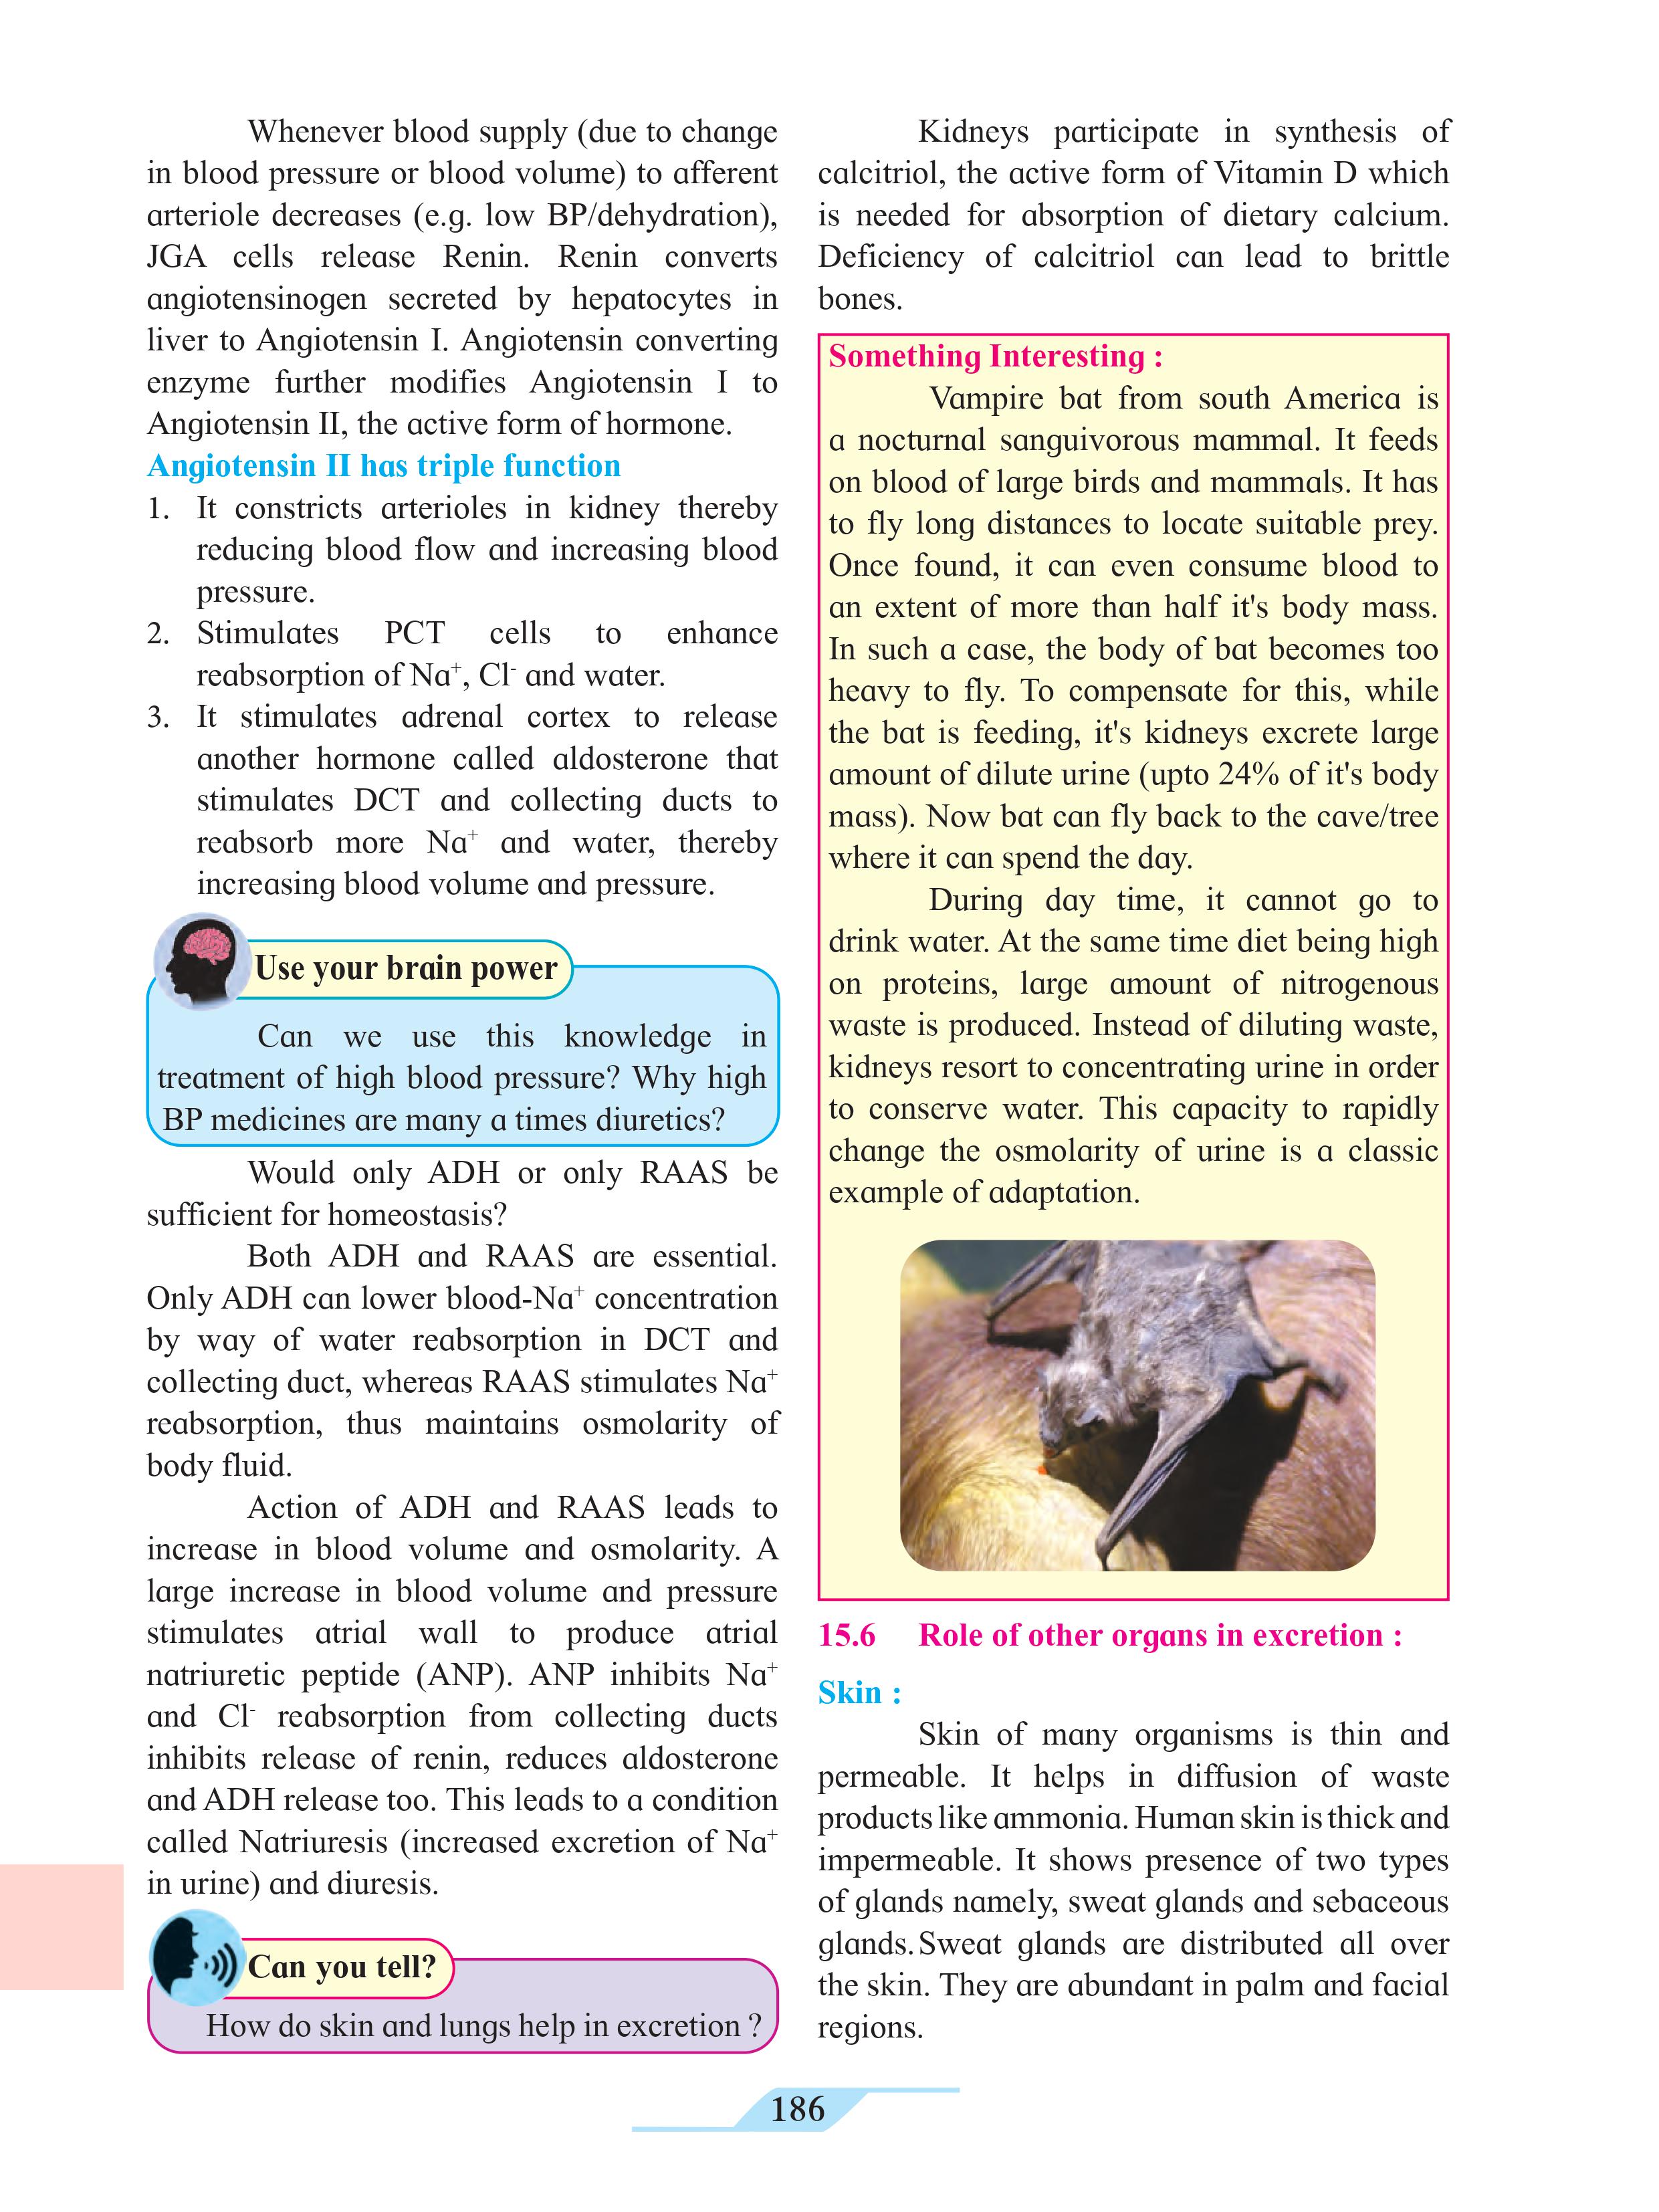 Whenever blood supply (due to change
in blood pressure or blood volume) to afferent
arteriole decreases (e.g. low BP/dehydration),
JGA cells release Renin. Renin converts
angiotensinogen secreted by hepatocytes in
liver to Angiotensin I. Angiotensin converting
enzyme further modifies Angiotensin I to
Angiotensin II, the active form of hormone.
Angiotensin II has triple function
1. It constricts arterioles in kidney thereby
reducing blood flow and increasing blood
pressure.
2. Stimulates PCT cells to enhance
reabsorption of Na⁺, Cl⁻ and water.
3. It stimulates adrenal cortex to release
another hormone called aldosterone that
stimulates DCT and collecting ducts to
reabsorb more Na⁺ and water, thereby
increasing blood volume and pressure.
Use your brain power
Can we use this knowledge in
treatment of high blood pressure? Why high
BP medicines are many a times diuretics?
Would only ADH or only RAAS be
sufficient for homeostasis?
Both ADH and RAAS are essential.
Only ADH can lower blood-Na⁺ concentration
by way of water reabsorption in DCT and
collecting duct, whereas RAAS stimulates Na⁺
reabsorption, thus maintains osmolarity of
body fluid.
Action of ADH and RAAS leads to
increase in blood volume and osmolarity. A
large increase in blood volume and pressure
stimulates atrial wall to produce atrial
natriuretic peptide (ANP). ANP inhibits Na⁺
and Cl⁻ reabsorption from collecting ducts
inhibits release of renin, reduces aldosterone
and ADH release too. This leads to a condition
called Natriuresis (increased excretion of Na⁺
in urine) and diuresis.
Can you tell?
How do skin and lungs help in excretion ?
Kidneys participate in synthesis of
calcitriol, the active form of Vitamin D which
is needed for absorption of dietary calcium.
Deficiency of calcitriol can lead to brittle
bones.
Something Interesting :
Vampire bat from south America is
a nocturnal sanguivorous mammal. It feeds
on blood of large birds and mammals. It has
to fly long distances to locate suitable prey.
Once found, it can even consume blood to
an extent of more than half it's body mass.
In such a case, the body of bat becomes too
heavy to fly. To compensate for this, while
the bat is feeding, it's kidneys excrete large
amount of dilute urine (upto 24% of it's body
mass). Now bat can fly back to the cave/tree
where it can spend the day.
During day time, it cannot go to
drink water. At the same time diet being high
on proteins, large amount of nitrogenous
waste is produced. Instead of diluting waste,
kidneys resort to concentrating urine in order
to conserve water. This capacity to rapidly
change the osmolarity of urine is a classic
example of adaptation.
15.6 Role of other organs in excretion :
Skin :
Skin of many organisms is thin and
permeable. It helps in diffusion of waste
products like ammonia. Human skin is thick and
impermeable. It shows presence of two types
of glands namely, sweat glands and sebaceous
glands. Sweat glands are distributed all over
the skin. They are abundant in palm and facial
regions.
186